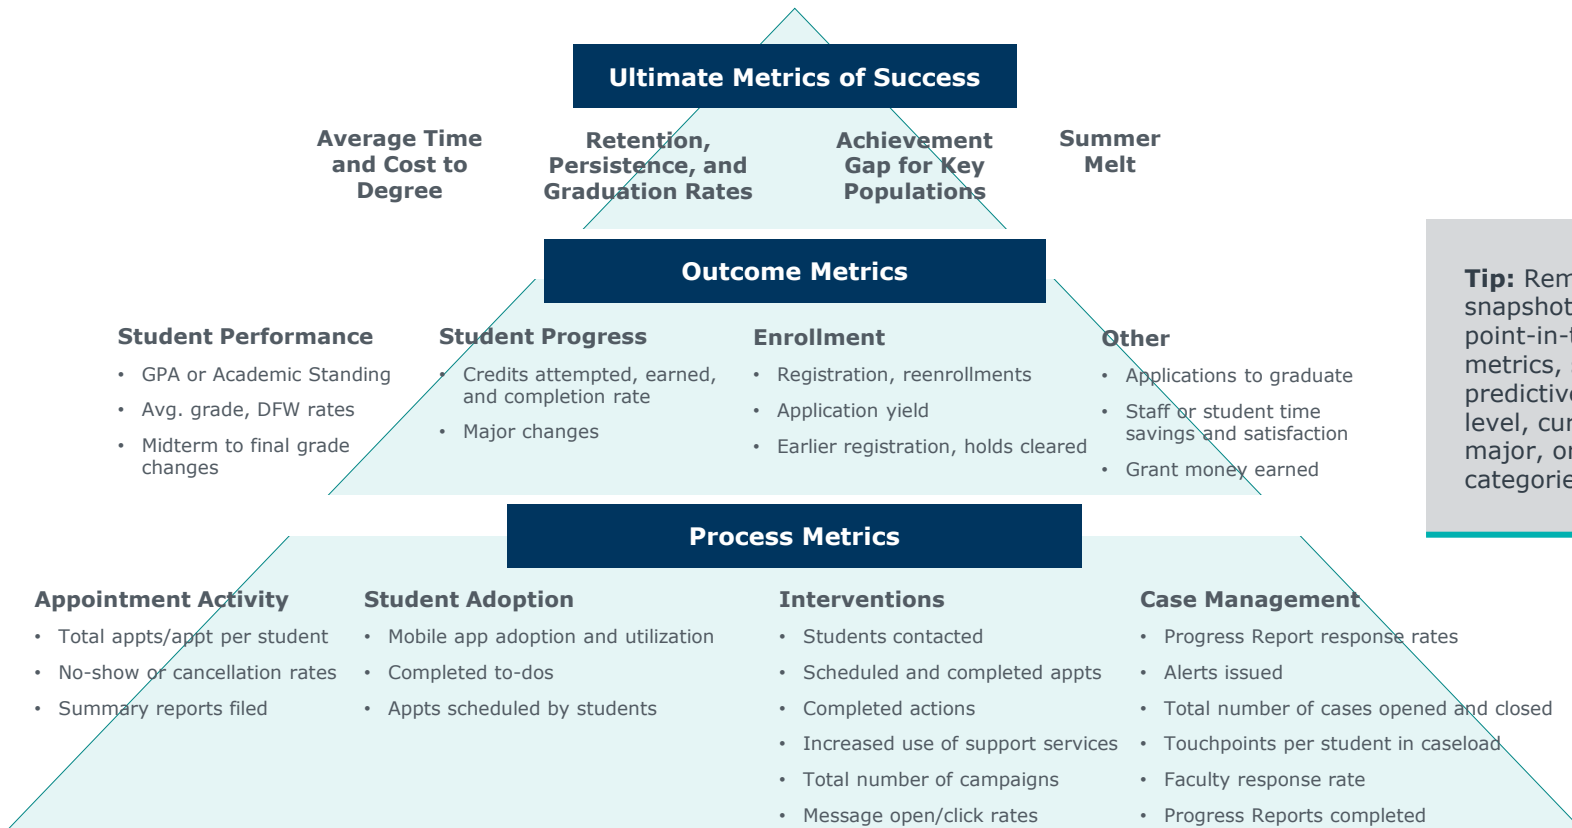 Ultimate Metrics of Success
Average Time
and Cost to
Degree
Retention,
Persistence, and
Graduation Rates
Achievement
Gap for Key
Populations
Summer
Melt
Outcome Metrics
Student Performance
• GPA or Academic Standing
• Avg. grade, DFW rates
• Midterm to final grade
changes
Student Progress
• Credits attempted, earned,
and completion rate
• Major changes
Enrollment
• Registration, reenrollments
• Application yield
• Earlier registration, holds cleared
Other
• Applications to graduate
• Staff or student time
savings and satisfaction
• Grant money earned
Tip:
snapshot
metrics,
level,
major,
Process Metrics
Appointment Activity
• Total appts/appt per student
• No-show or cancellation rates
• Summary reports filed
Student Adoption
• Mobile app adoption and utilization
• Completed to-dos
• Appts scheduled by students
Interventions
• Students contacted
• Scheduled and completed appts
• Completed actions
• Increased use of support services
• Total number of campaigns
• Message open/click rates
Case Management
• Progress Report response rates
• Alerts issued
• Total number of cases opened and closed
• Touchpoints per student in caseload
• Faculty response rate
• Progress Reports completed